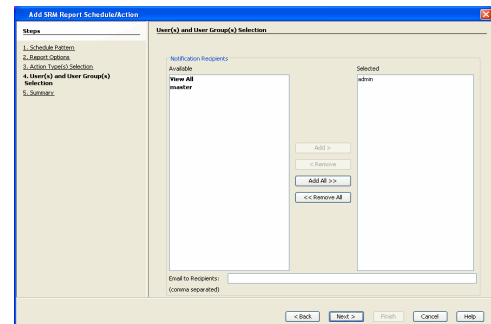 Add SRM Report Schedule/Action
Steps
1. Schedule Pattern
2. Report Options
3. Action Type(s) Selection
4. User(s) and User Group(s)
Selection
5. Summary
User(s) and User Group(s) Selection
Notification Recipients
Available
View All
master
Add >
< Remove
Add All >>
<< Remove All
Selected
admin
Email to Recipients:
(comma separated)
< Back
Next >
Finish
Cancel
Help